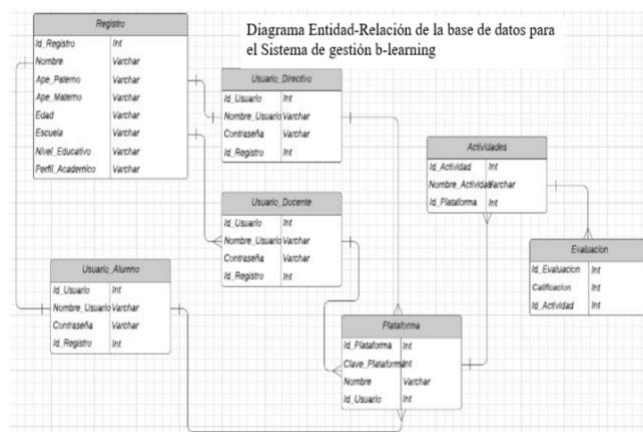 Diagrama Entidad-Relación de la base de datos para
el Sistema de gestión b-learning
Registro
Id_Registro Int
Nombre Varchar
Ape_Paterno Varchar
Ape_Materno Varchar
Edad Varchar
Escuela Varchar
Nivel_Educativo Varchar
Perfil_Academico Varchar
Usuario_Directivo
Id_Usuario Int
Nombre_Usuario Varchar
Contraseña Varchar
Id_Registro Int
Actividades
Id_Actividad Int
Nombre_Actividad Varchar
Id_Plataforma Int
Usuario_Docente
Id_Usuario Int
Nombre_Usuario Varchar
Contraseña Varchar
Id_Registro Int
Evaluacion
Id_Evaluacion Int
Calificacion Int
Id_Actividad Int
Usuario_Alumno
Id_Usuario Int
Nombre_Usuario Varchar
Contraseña Varchar
Id_Registro Int
Plataforma
Id_Plataforma Int
Clave_Plataforma Int
Nombre Varchar
Id_Usuario Int